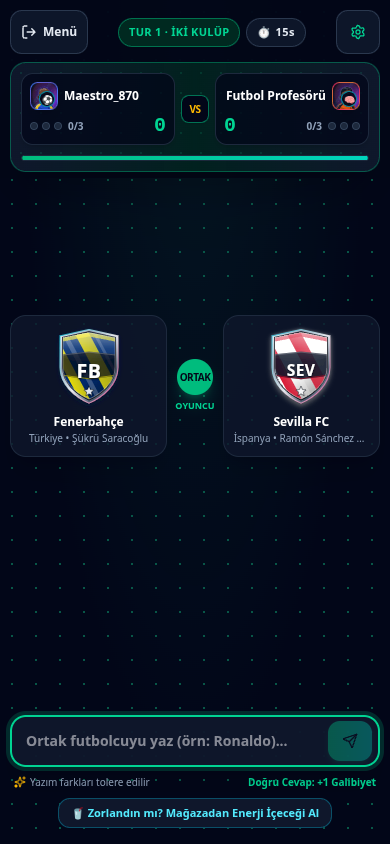 Menü
TUR 1 · İKİ KULÜP
⏱️ 15s
Maestro_870
0/3
0
VS
Futbol Profesörü
0
0/3
FB
Fenerbahçe
Türkiye • Şükrü Saracoğlu
ORTAK
OYUNCU
SEV
Sevilla FC
İspanya • Ramón Sánchez ...
Ortak futbolcuyu yaz (örn: Ronaldo)...
✨ Yazım farkları tolere edilir
Doğru Cevap: +1 Galibiyet
🥤 Zorlandın mı? Mağazadan Enerji İçeceği Al